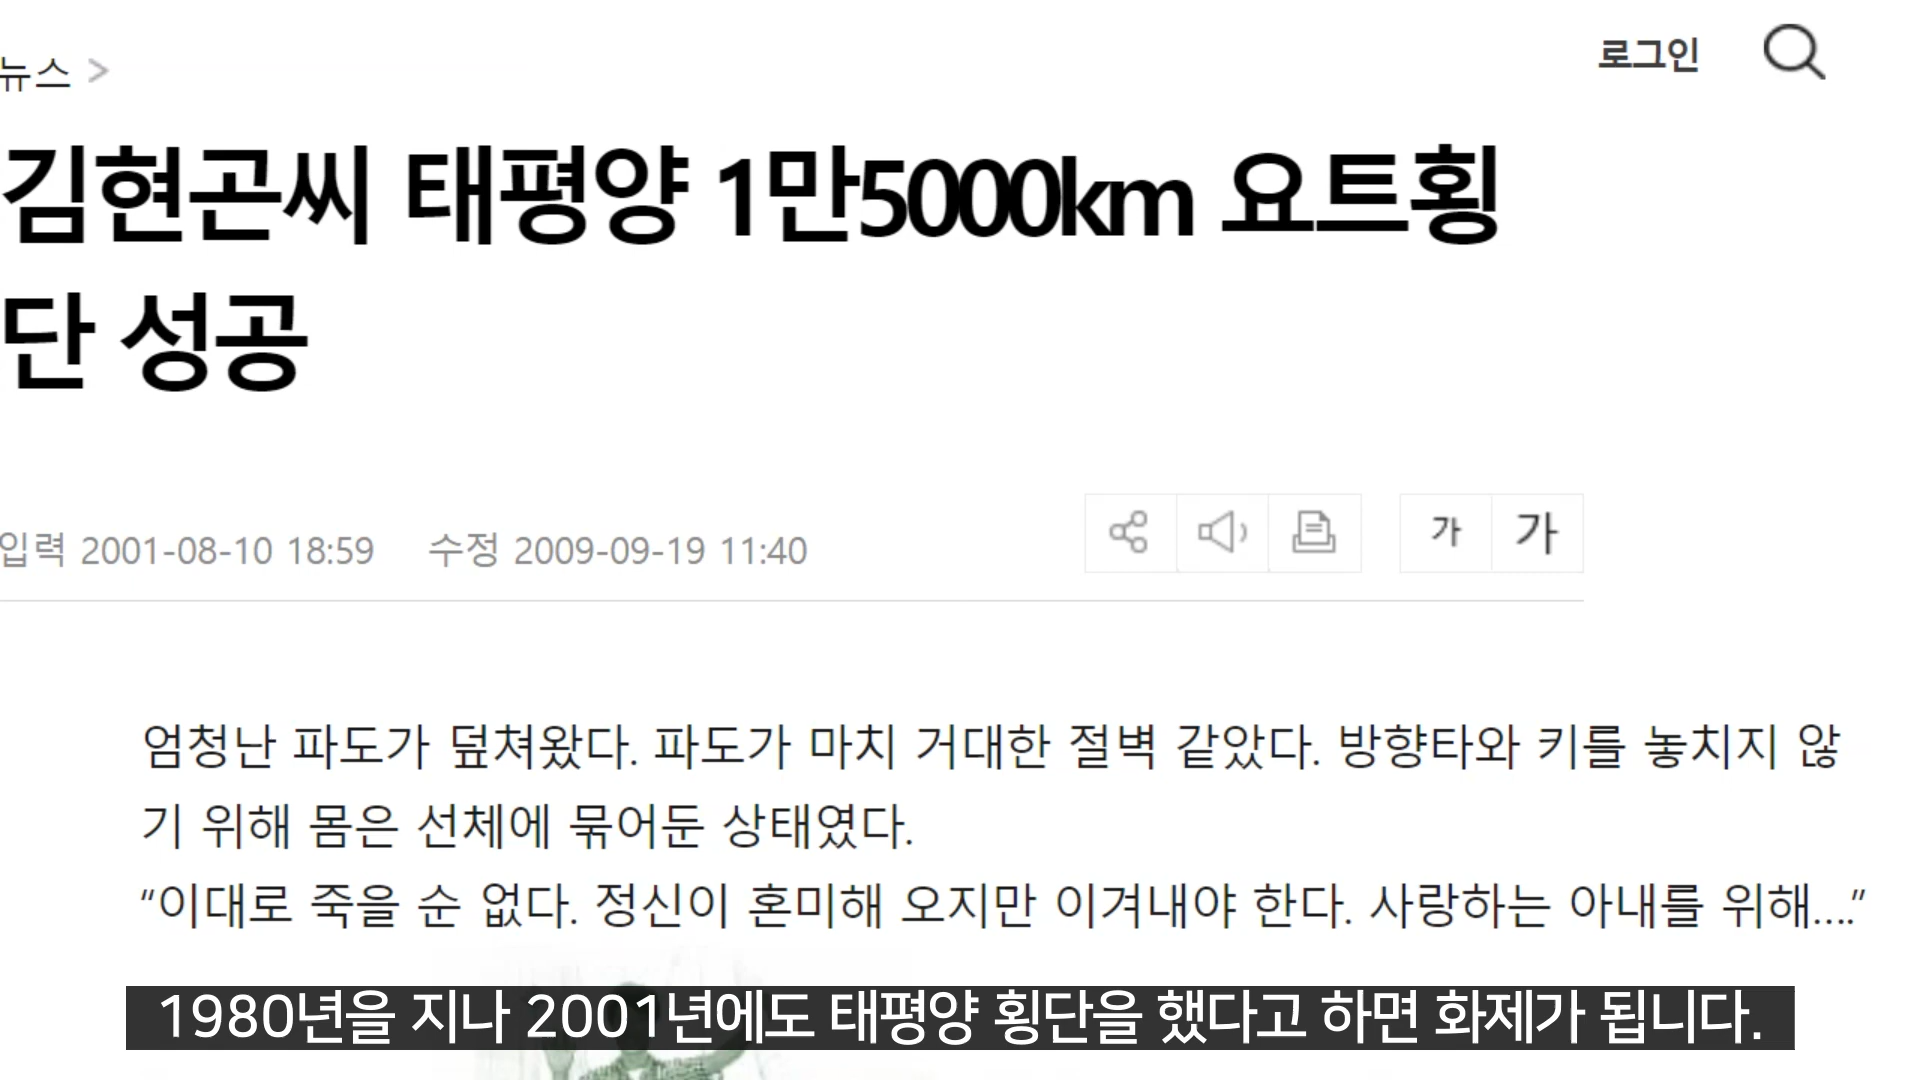 뉴스 >
로그인
김현곤씨 태평양 1만5000km 요트횡
단 성공
입력 2001-08-10 18:59 수정 2009-09-19 11:40
가 가
엄청난 파도가 덮쳐왔다. 파도가 마치 거대한 절벽 같았다. 방향타와 키를 놓치지 않
기 위해 몸은 선체에 묶어둔 상태였다.
“이대로 죽을 순 없다. 정신이 혼미해 오지만 이겨내야 한다. 사랑하는 아내를 위해….”
1980년을 지나 2001년에도 태평양 횡단을 했다고 하면 화제가 됩니다.